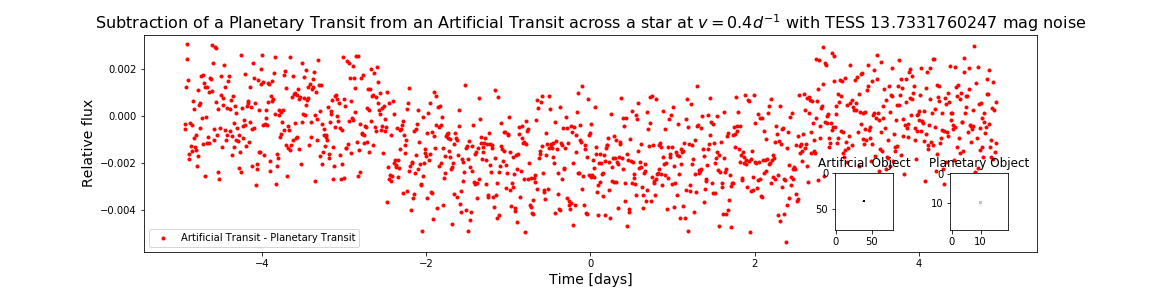 Subtraction of a Planetary Transit from an Artificial Transit across a star at v = 0.4d⁻¹ with TESS 13.7331760247 mag noise
Relative flux
0.002
0.000
−0.002
−0.004
Artificial Transit - Planetary Transit
Artificial Object
0
50
0 50
Planetary Object
0
10
0 10
−4 −2 0 2 4
Time [days]